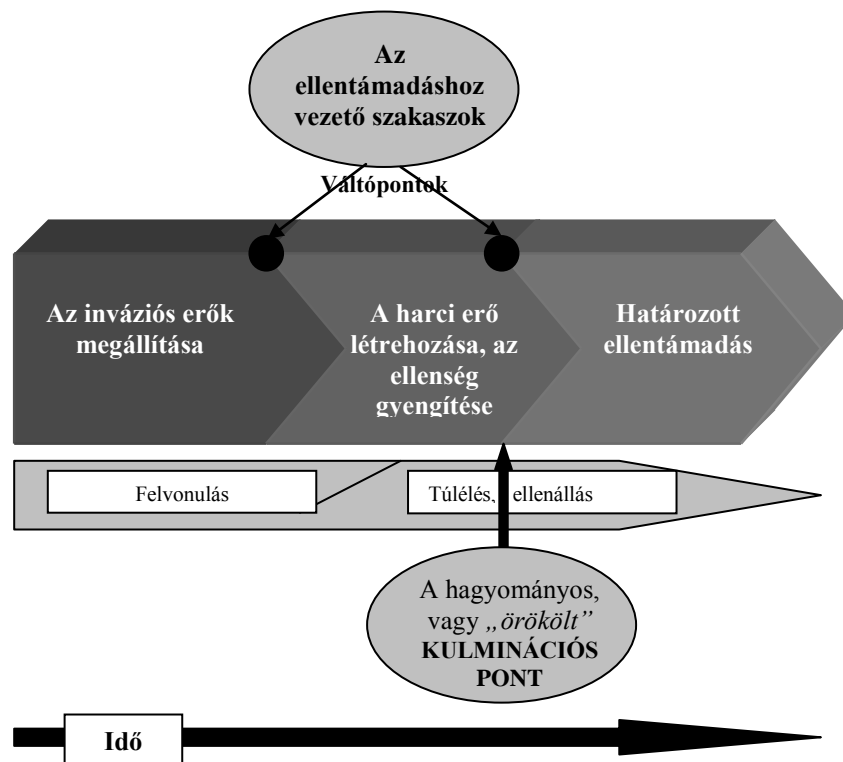 Az
ellentámadáshoz
vezető szakaszok
Váltópontok
Az inváziós erők
megállítása
A harci erő
létrehozása, az
ellenség
gyengítése
Határozott
ellentámadás
Felvonulás
Túlélés, ellenállás
A hagyományos,
vagy „örökölt”
KULMINÁCIÓS
PONT
Idő